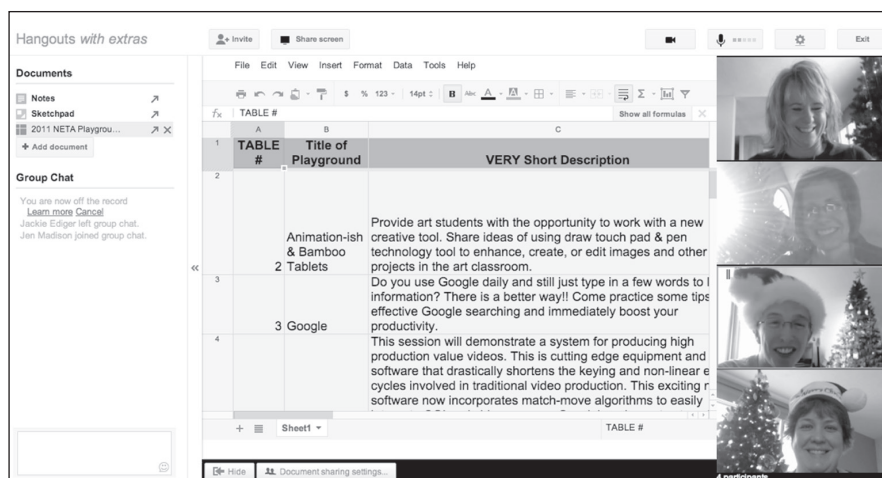 Hangouts with extras
Invite
Share screen
Exit
Documents
Notes
Sketchpad
2011 NETA Playgrou...
+ Add document
Group Chat
You are now off the record
Learn more Cancel
Jackie Ediger left group chat.
Jen Madison joined group chat.
File Edit View Insert Format Data Tools Help
$ % 123 14pt B Abc A A Σ
fx TABLE #
Show all formulas
A B C
1 TABLE # Title of Playground VERY Short Description
2
2 Animation-ish & Bamboo Tablets
Provide art students with the opportunity to work with a new
creative tool. Share ideas of using draw touch pad & pen
technology tool to enhance, create, or edit images and other
projects in the art classroom.
3
3 Google
Do you use Google daily and still just type in a few words to
information? There is a better way!! Come practice some tips
effective Google searching and immediately boost your
productivity.
4
This session will demonstrate a system for producing high
production value videos. This is cutting edge equipment and
software that drastically shortens the keying and non-linear e
cycles involved in traditional video production. This exciting
software now incorporates match-move algorithms to easily
+ Sheet1
TABLE #
Hide
Document sharing settings...
4 participants